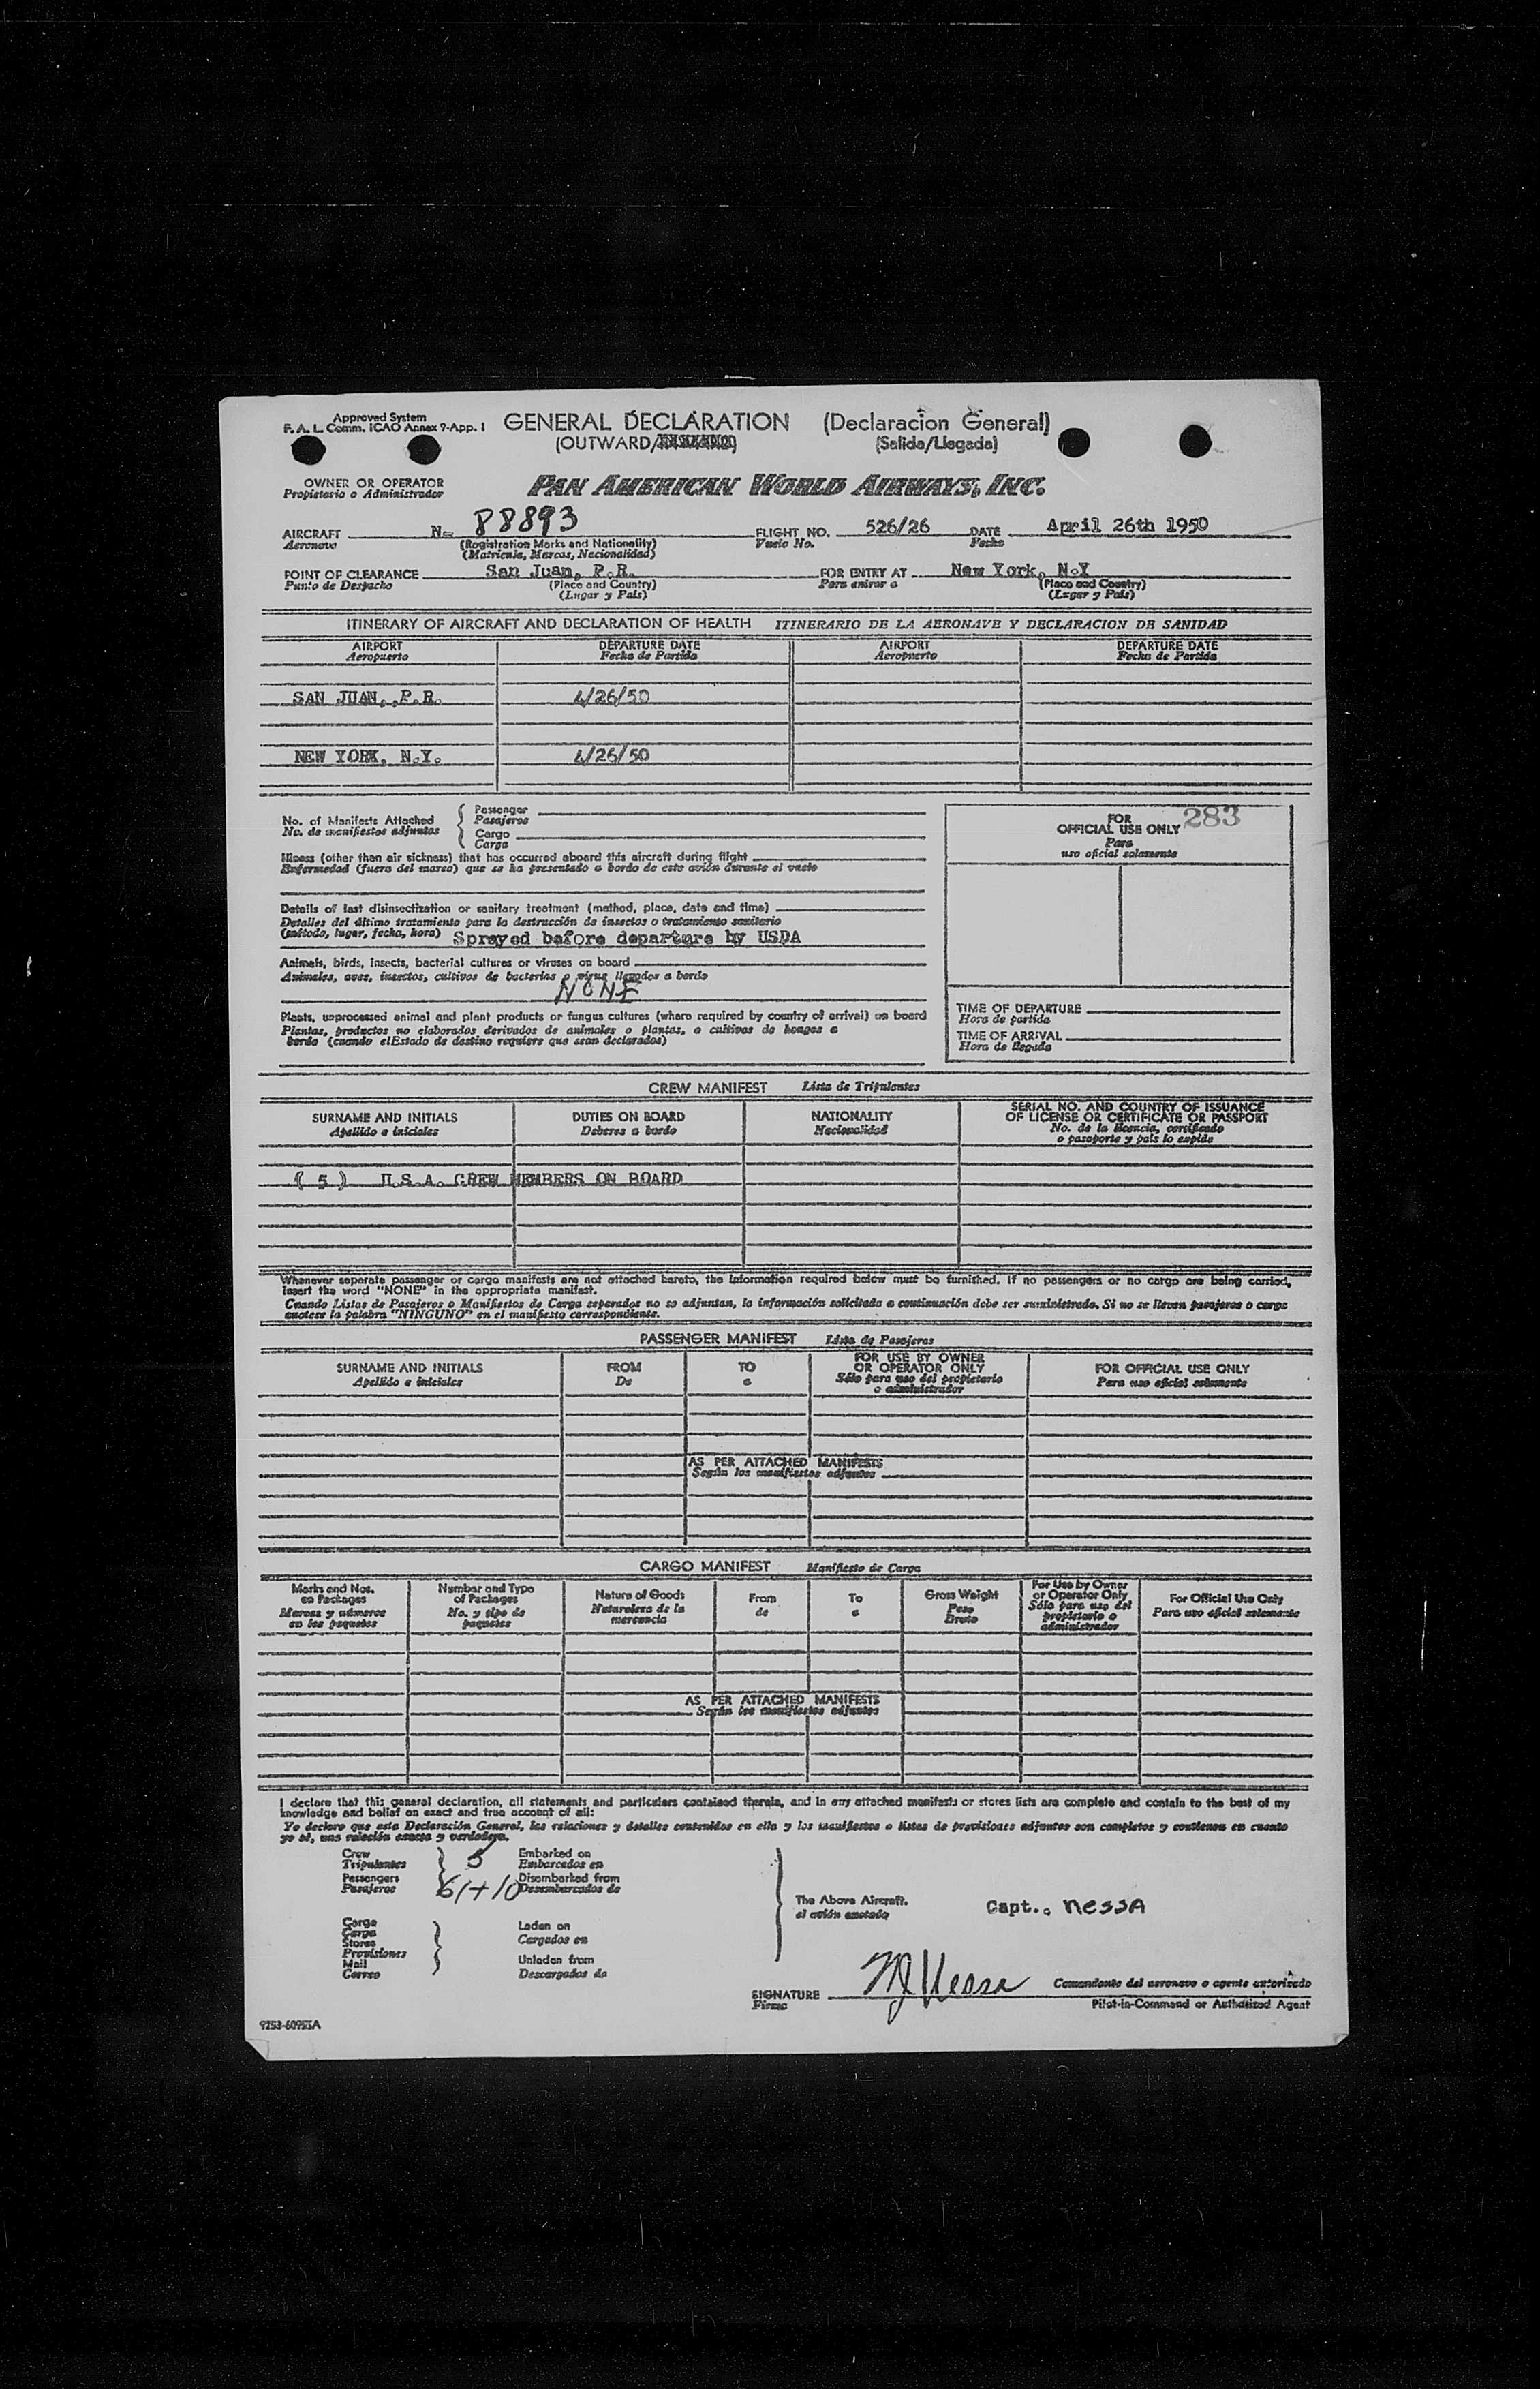 Approved System
F. A. L. Comm. ICAO Annex 9-App. 1
GENERAL DECLARATION (Declaracion General)
(OUTWARD/ (Salida/Llegada)
OWNER OR OPERATOR
Propietario o Administrador
PAN AMERICAN WORLD AIRWAYS, INC.
AIRCRAFT N- 88893 FLIGHT NO. 526/26 DATE April 26th 1950
Aeronave (Registration Marks and Nationality) Vuelo No. Fecha
(Matricula, Marcas, Nacionalidad)
POINT OF CLEARANCE San Juan, P.R. FOR ENTRY AT New York, N.Y
Punto de Despacho (Place and Country) Para entrar a (Place and Country)
(Lugar y País) (Lugar y País)
ITINERARY OF AIRCRAFT AND DECLARATION OF HEALTH ITINERARIO DE LA AERONAVE Y DECLARACION DE SANIDAD
AIRPORT DEPARTURE DATE AIRPORT DEPARTURE DATE
Aeropuerto Fecha de Partida Aeropuerto Fecha de Partida
SAN JUAN,,P.R. 4/26/50
NEW YORK, N.Y. 4/26/50
No. of Manifests Attached
No. de manifiestos adjuntos
Passenger
Pasajeros
Cargo
Carga
FOR
OFFICIAL USE ONLY 283
Para
uso oficial solamente
Illness (other than air sickness) that has occurred aboard this aircraft during flight
Enfermedad (fuera del mareo) que se ha presentado a bordo de este avión durante el vuelo
Details of last disinsectization or sanitary treatment (method, place, date and time)
Detalles del último tratamiento para la destrucción de insectos o tratamiento sanitario
(método, lugar, fecha, hora) Sprayed before departure by USDA
Animals, birds, insects, bacterial cultures or viruses on board
Animales, aves, insectos, cultivos de bacterias o virus llevados a bordo
NONE
Plants, unprocessed animal and plant products or fungus cultures (where required by country of arrival) on board
Plantas, productos no elaborados derivados de animales o plantas, o cultivos de hongos a
bordo (cuando elEstado de destino requiere que sean declarados)
TIME OF DEPARTURE
Hora de partida
TIME OF ARRIVAL
Hora de llegada
CREW MANIFEST Lista de Tripulantes
SURNAME AND INITIALS DUTIES ON BOARD NATIONALITY SERIAL NO. AND COUNTRY OF ISSUANCE
OF LICENSE OR CERTIFICATE OR PASSPORT
Apellido e iniciales Deberes a bordo Nacionalidad No. de la licencia, certificado
o pasaporte y país lo expide
( 5 ) U.S.A. CREW MEMBERS ON BOARD
Whenever separate passenger or cargo manifests are not attached hereto, the information required below must be furnished. If no passengers or no cargo are being carried,
insert the word "NONE" in the appropriate manifest.
Cuando Listas de Pasajeros o Manifiestos de Carga separados no se adjuntan, la información solicitada a continuación debe ser suministrada. Si no se llevan pasajeros o carga
anótese la palabra "NINGUNO" en el manifiesto correspondiente.
PASSENGER MANIFEST Lista de Pasajeros
SURNAME AND INITIALS FROM TO FOR USE BY OWNER
OR OPERATOR ONLY FOR OFFICIAL USE ONLY
Apellido e iniciales De a Sólo para uso del propietario
o administrador Para uso oficial solamente
AS PER ATTACHED MANIFESTS
Según los manifiestos adjuntos
CARGO MANIFEST Manifiesto de Carga
Marks and Nos.
on Packages
Marcas y números
en los paquetes
Number and Type
of Packages
No. y tipo de
paquetes
Nature of Goods
Naturaleza de la
mercancía
From
de
To
a
Gross Weight
Peso
Bruto
For Use by Owner
or Operator Only
Sólo para uso del
propietario o
administrador
For Official Use Only
Para uso oficial solamente
AS PER ATTACHED MANIFESTS
Según los manifiestos adjuntos
I declare that this general declaration, all statements and particulars contained therein, and in any attached manifests or stores lists are complete and contain to the best of my
knowledge and belief an exact and true account of all:
Yo declaro que esta Declaración General, las relaciones y detalles contenidos en ella y los manifiestos o listas de provisiones adjuntos son completos y contienen en cuanto
yo sé, una relación exacta y verdadera.
Crew
Tripulantes 5
Passengers
Pasajeros 61+10
Embarked on
Embarcados en
Disembarked from
Desembarcados de
Cargo
Carga
Stores
Provisiones
Mail
Correo
Laden on
Cargados en
Unladen from
Descargados de
The Above Aircraft.
el avión anotado
Capt., NESSA
SIGNATURE
Firma
Comandante del aeronave o agente autorizado
Pilot-in-Command or Authorized Agent